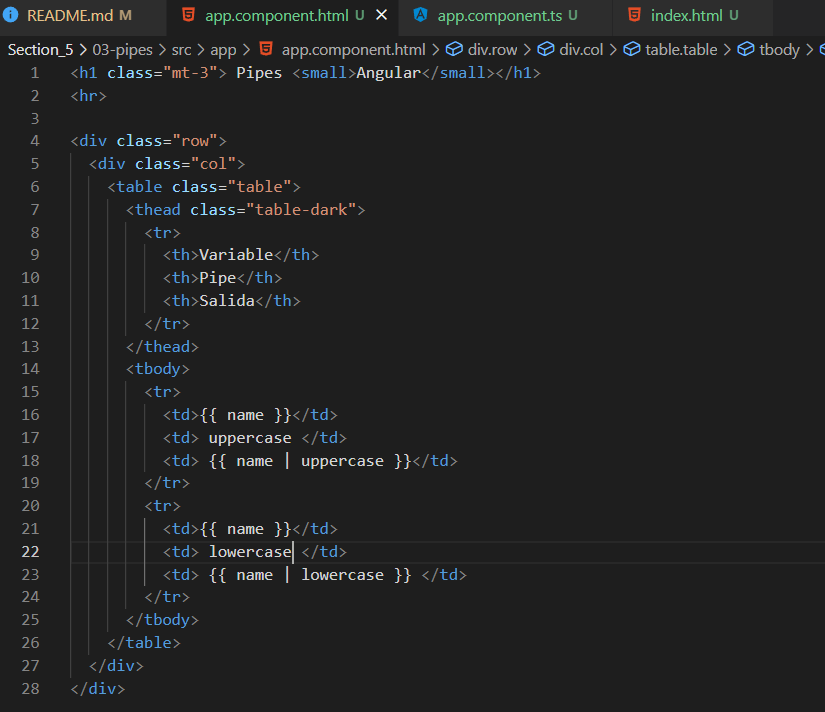 README.md M app.component.html U app.component.ts U index.html U
Section_5 > 03-pipes > src > app > app.component.html > div.row > div.col > table.table > tbody >
1 <h1 class="mt-3"> Pipes <small>Angular</small></h1>
2 <hr>
3
4 <div class="row">
5 <div class="col">
6 <table class="table">
7 <thead class="table-dark">
8 <tr>
9 <th>Variable</th>
10 <th>Pipe</th>
11 <th>Salida</th>
12 </tr>
13 </thead>
14 <tbody>
15 <tr>
16 <td>{{ name }}</td>
17 <td> uppercase </td>
18 <td> {{ name | uppercase }}</td>
19 </tr>
20 <tr>
21 <td>{{ name }}</td>
22 <td> lowercase </td>
23 <td> {{ name | lowercase }} </td>
24 </tr>
25 </tbody>
26 </table>
27 </div>
28 </div>